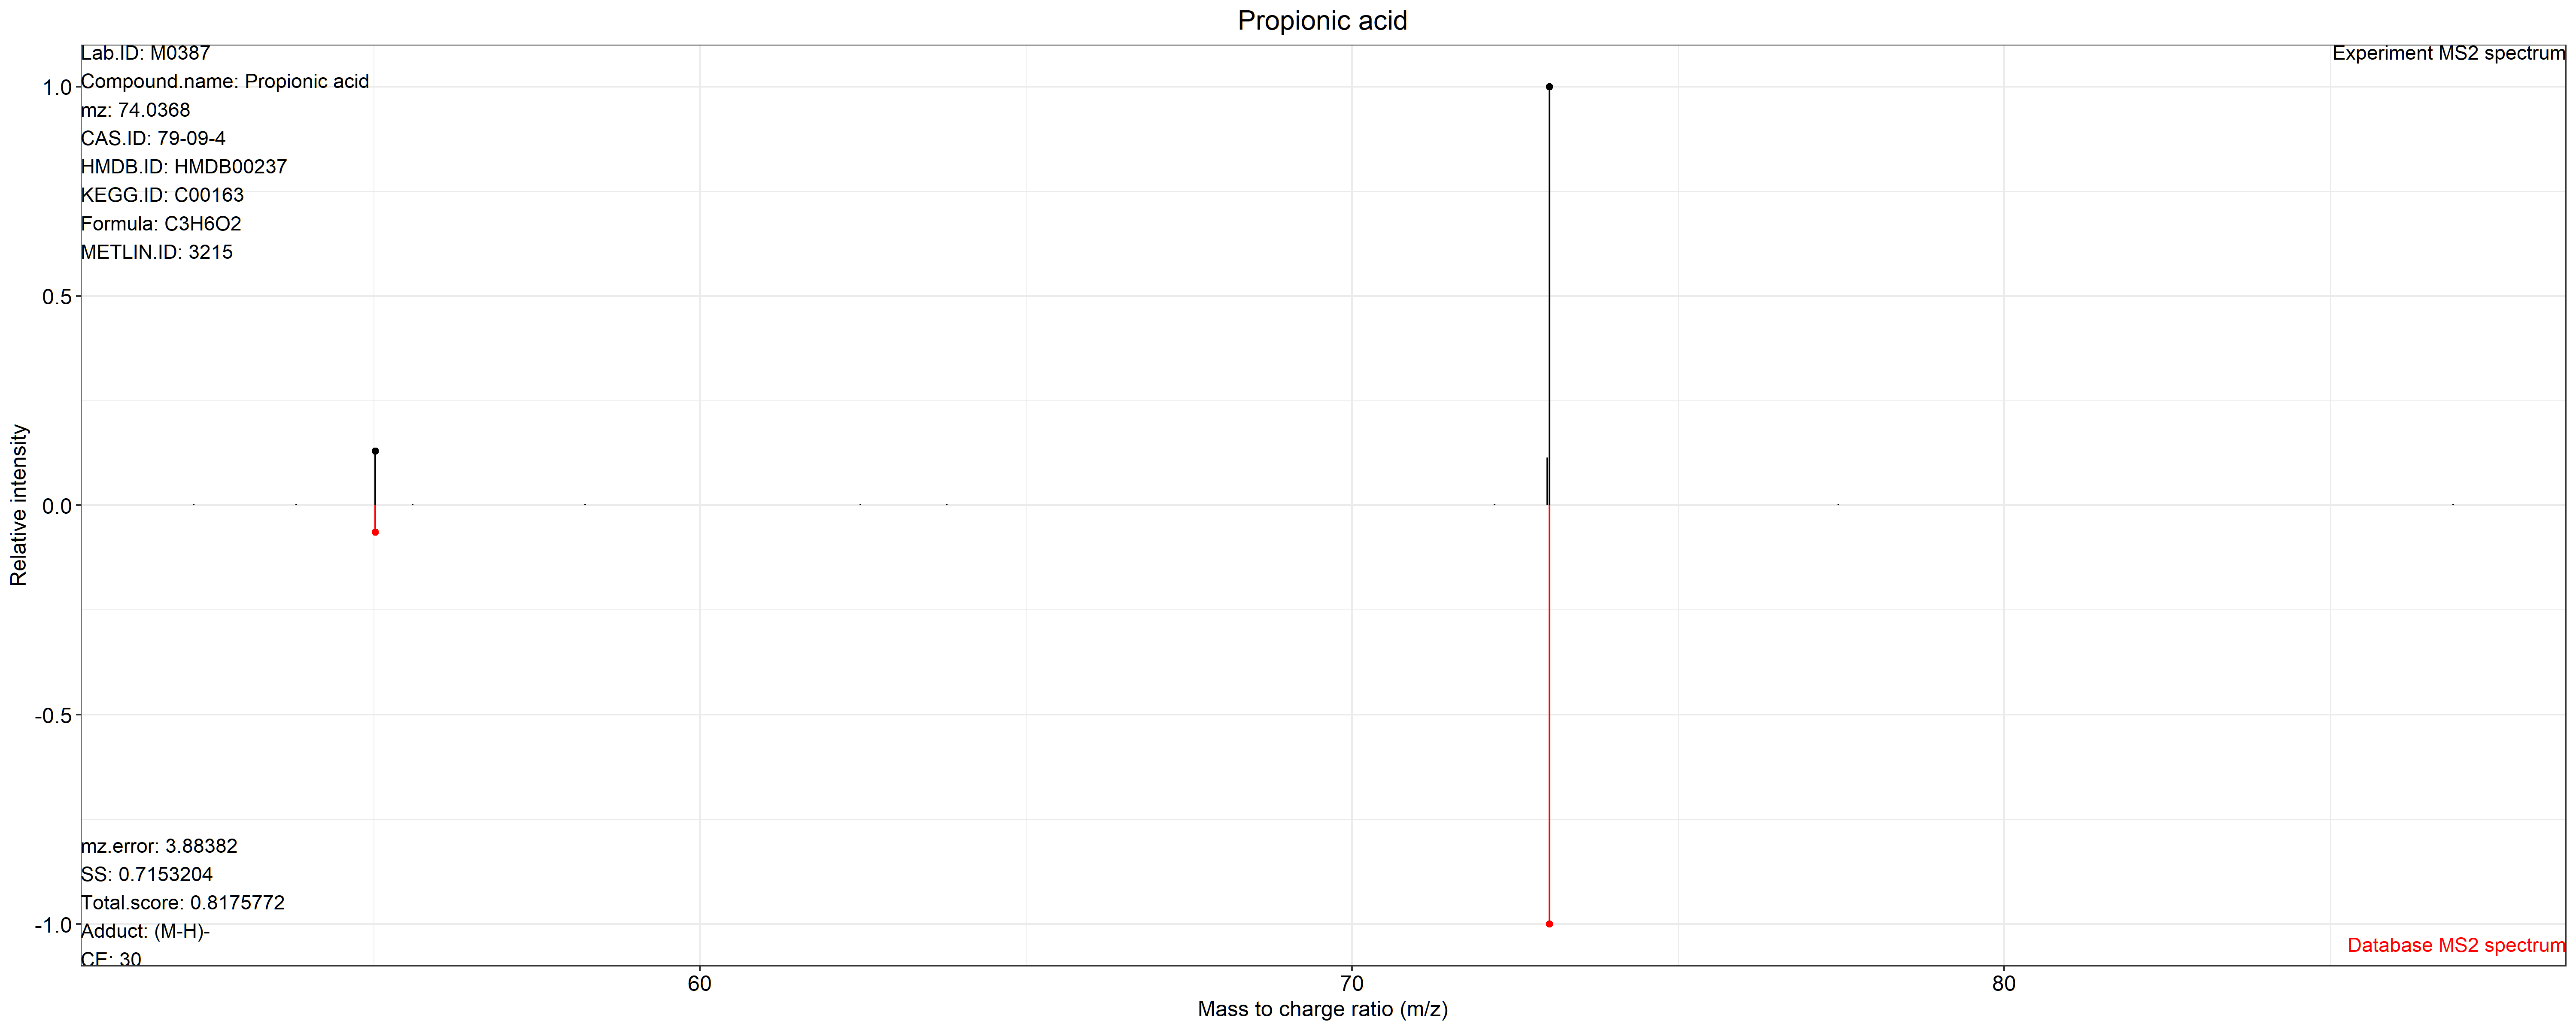 Propionic acid
Lab.ID: M0387
Experiment MS2 spectrum
Compound.name: Propionic acid
mz: 74.0368
CAS.ID: 79-09-4
HMDB.ID: HMDB00237
KEGG.ID: C00163
Formula: C3H6O2
METLIN.ID: 3215
1.0
0.5
0.0
-0.5
-1.0
Relative intensity
mz.error: 3.88382
SS: 0.7153204
Total.score: 0.8175772
Adduct: (M-H)-
CE: 30
Database MS2 spectrum
60 70 80
Mass to charge ratio (m/z)